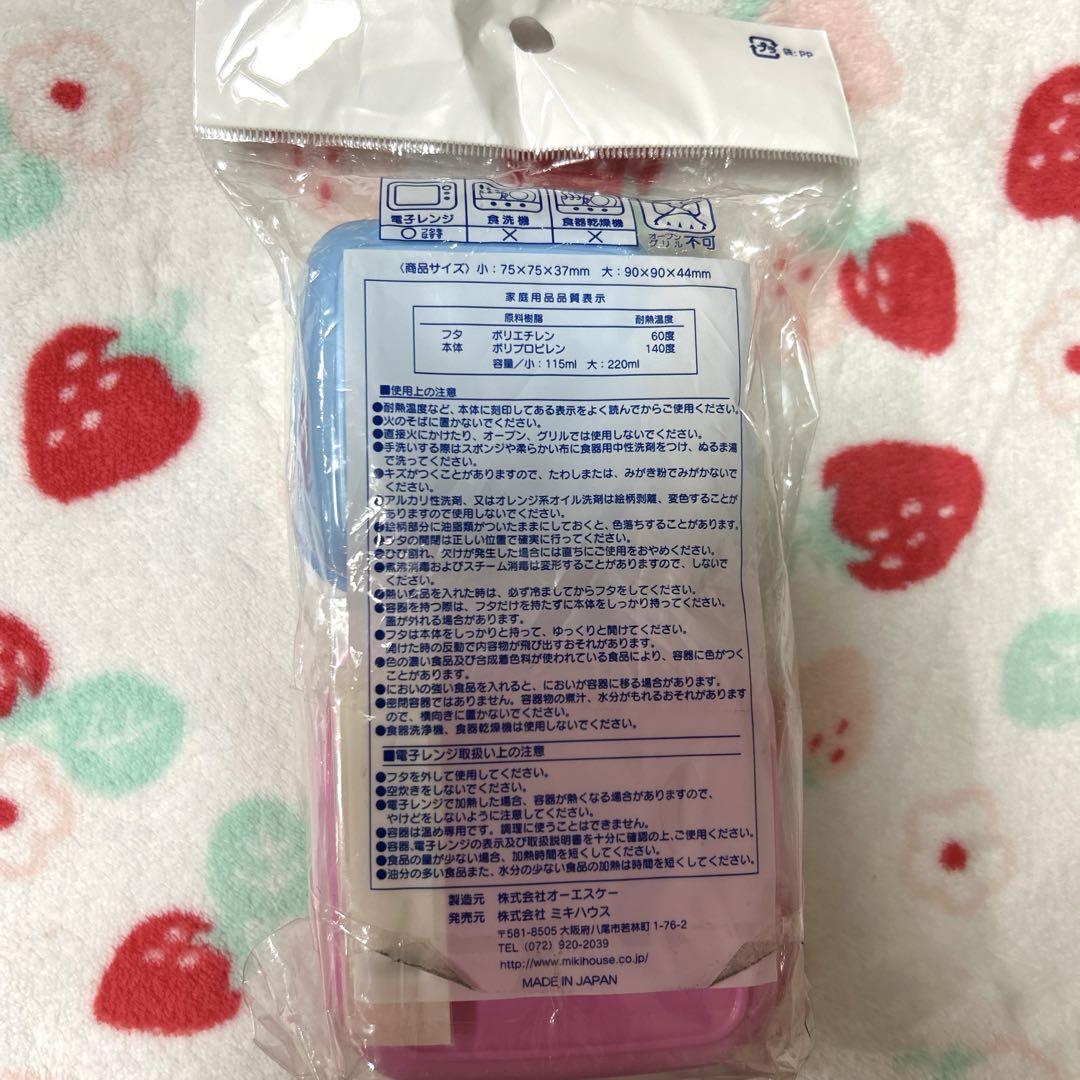 プラ 袋:PP
電子レンジ 食洗機 食器乾燥機
○ フタを はずす × ×
オーブン
グリル 不可
〈商品サイズ〉小：75×75×37mm 大：90×90×44mm
家庭用品品質表示
原料樹脂 耐熱温度
フタ ポリエチレン 60度
本体 ポリプロピレン 140度
容量／小：115ml 大：220ml
■使用上の注意
●耐熱温度など、本体に刻印してある表示をよく読んでからご使用ください。
●火のそばに置かないでください。
●直接火にかけたり、オーブン、グリルでは使用しないでください。
●手洗いする際はスポンジや柔らかい布に食器用中性洗剤をつけ、ぬるま湯
で洗ってください。
●キズがつくことがありますので、たわしまたは、みがき粉でみがかないで
ください。
●アルカリ性洗剤、又はオレンジ系オイル洗剤は絵柄剥離、変色することが
ありますので使用しないでください。
●絵柄部分に油脂類がついたままにしておくと、色落ちすることがあります。
●フタの開閉は正しい位置で確実に行ってください。
●ひび割れ、欠けが発生した場合には直ちにご使用をおやめください。
●煮沸消毒およびスチーム消毒は変形することがありますので、しないで
ください。
●熱い食品を入れた時は、必ず冷ましてからフタをしてください。
●容器を持つ際は、フタだけを持たずに本体をしっかり持ってください。
蓋が外れる場合があります。
●フタは本体をしっかりと持って、ゆっくりと開けてください。
開けた時の反動で内容物が飛び出すおそれがあります。
●色の濃い食品及び合成着色料が使われている食品により、容器に色がつく
ことがあります。
●においの強い食品を入れると、においが容器に移る場合があります。
●密閉容器ではありません。容器物の煮汁、水分がもれるおそれがあります
ので、横向きに置かないでください。
●食器洗浄機、食器乾燥機は使用しないでください。
■電子レンジ取扱い上の注意
●フタを外して使用してください。
●空炊きをしないでください。
●電子レンジで加熱した場合、容器が熱くなる場合がありますので、
やけどをしないように注意してください。
●容器は温め専用です。調理に使うことはできません。
●容器、電子レンジの表示及び取扱説明書を十分に確認の上、ご使用ください。
●食品の量が少ない場合、加熱時間を短くしてください。
●油分の多い食品また、水分の少ない食品の加熱は時間を短くしてください。
製造元 株式会社オーエスケー
発売元 株式会社 ミキハウス
〒581-8505 大阪府八尾市若林町1-76-2
TEL（072）920-2039
http://www.mikihouse.co.jp/
MADE IN JAPAN